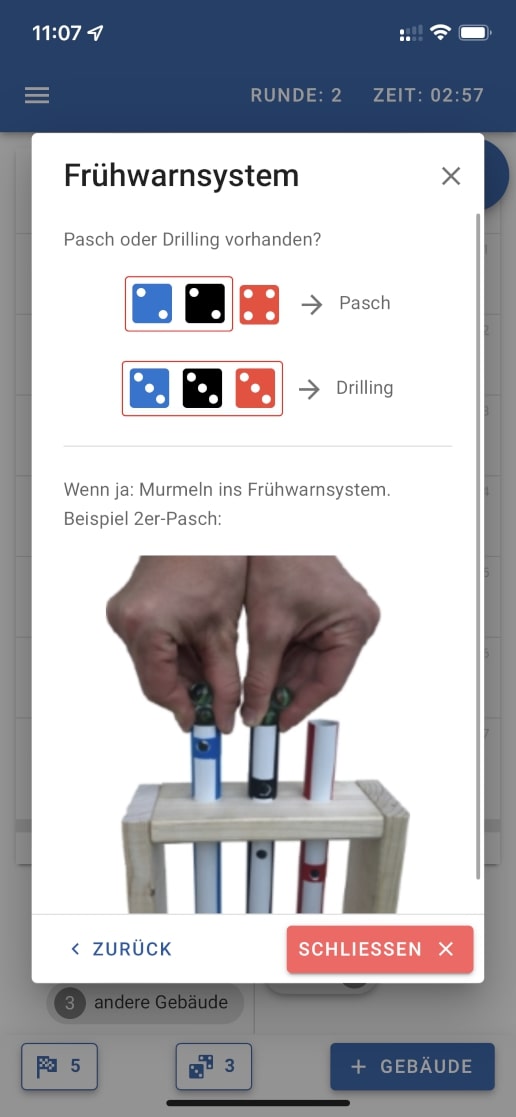 11:07
RUNDE: 2 ZEIT: 02:57
Frühwarnsystem
Pasch oder Drilling vorhanden?
Pasch
Drilling
Wenn ja: Murmeln ins Frühwarnsystem.
Beispiel 2er-Pasch:
ZURÜCK
SCHLIESSEN
3 andere Gebäude
5
3
+ GEBÄUDE